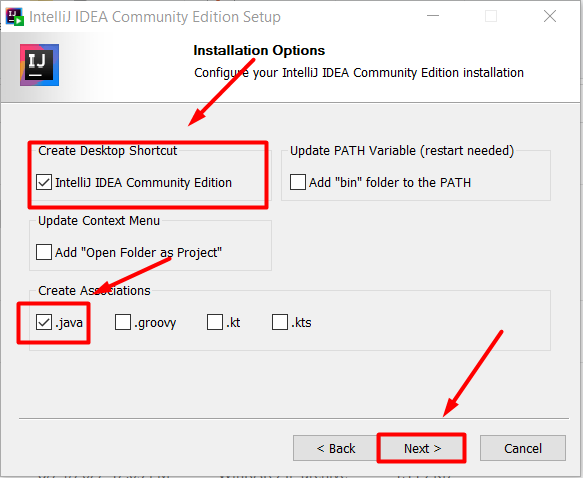 IntelliJ IDEA Community Edition Setup
IJ
Installation Options
Configure your IntelliJ IDEA Community Edition installation
Create Desktop Shortcut
IntelliJ IDEA Community Edition
Update PATH Variable (restart needed)
Add "bin" folder to the PATH
Update Context Menu
Add "Open Folder as Project"
Create Associations
.java
.groovy
.kt
.kts
< Back
Next >
Cancel